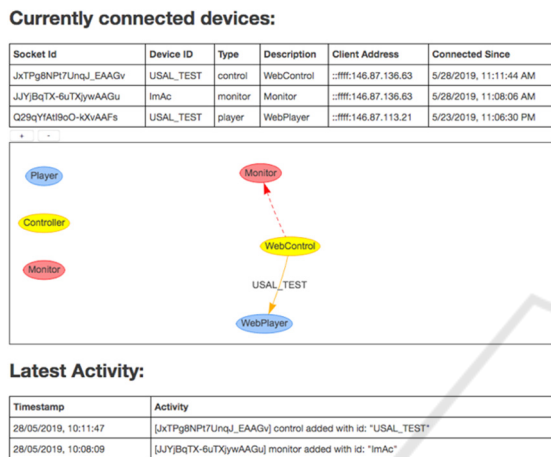 Currently connected devices:
Socket Id Device ID Type Description Client Address Connected Since
JxTPg8NPt7UnqJ_EAAGv USAL_TEST control WebControl ::ffff:146.87.136.63 5/28/2019, 11:11:44 AM
JJYjBqTX-6uTXjywAAGu ImAc monitor Monitor ::ffff:146.87.136.63 5/28/2019, 11:08:06 AM
Q29qYfAtI9oO-kXvAAFs USAL_TEST player WebPlayer ::ffff:146.87.113.21 5/23/2019, 11:06:30 PM
+ -
Player
Monitor
Controller
WebControl
Monitor
USAL_TEST
WebPlayer
Latest Activity:
Timestamp Activity
28/05/2019, 10:11:47 [JxTPg8NPt7UnqJ_EAAGv] control added with id: "USAL_TEST"
28/05/2019, 10:08:09 [JJYjBqTX-6uTXjywAAGu] monitor added with id: "ImAc"